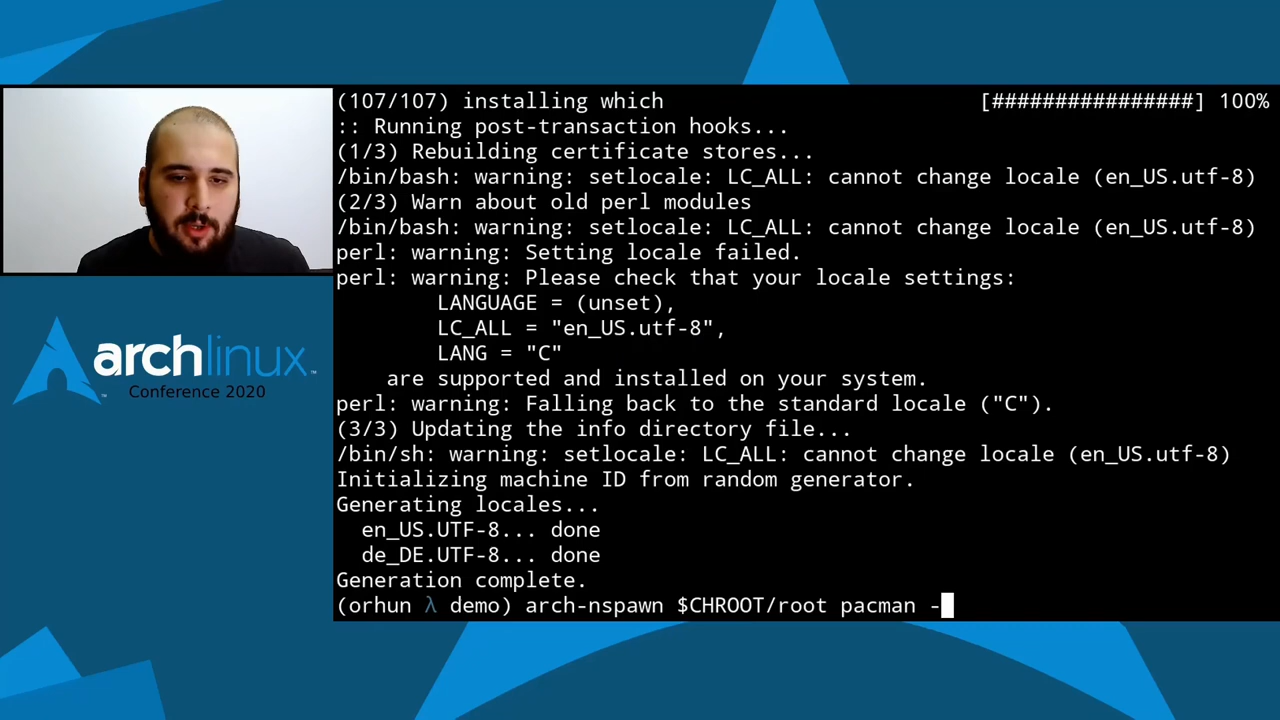 (107/107) installing which [################] 100%
:: Running post-transaction hooks...
(1/3) Rebuilding certificate stores...
/bin/bash: warning: setlocale: LC_ALL: cannot change locale (en_US.utf-8)
(2/3) Warn about old perl modules
/bin/bash: warning: setlocale: LC_ALL: cannot change locale (en_US.utf-8)
perl: warning: Setting locale failed.
perl: warning: Please check that your locale settings:
LANGUAGE = (unset),
LC_ALL = "en_US.utf-8",
LANG = "C"
are supported and installed on your system.
perl: warning: Falling back to the standard locale ("C").
(3/3) Updating the info directory file...
/bin/sh: warning: setlocale: LC_ALL: cannot change locale (en_US.utf-8)
Initializing machine ID from random generator.
Generating locales...
en_US.UTF-8... done
de_DE.UTF-8... done
Generation complete.
(orhun λ demo) arch-nspawn $CHROOT/root pacman -
archlinux™
Conference 2020